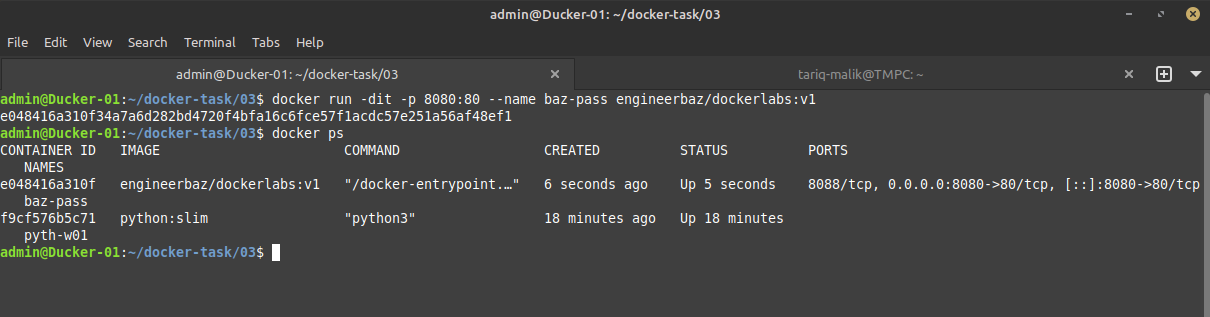 admin@Ducker-01: ~/docker-task/03
File Edit View Search Terminal Tabs Help
admin@Ducker-01: ~/docker-task/03 × tariq-malik@TMPC: ~ ×
admin@Ducker-01:~/docker-task/03$ docker run -dit -p 8080:80 --name baz-pass engineerbaz/dockerlabs:v1
e048416a310f34a7a6d282bd4720f4bfa16c6fce57f1acdc57e251a56af48ef1
admin@Ducker-01:~/docker-task/03$ docker ps
CONTAINER ID   IMAGE                       COMMAND                  CREATED          STATUS          PORTS
   NAMES
e048416a310f   engineerbaz/dockerlabs:v1   "/docker-entrypoint.…"   6 seconds ago    Up 5 seconds    8088/tcp, 0.0.0.0:8080->80/tcp, [::]:8080->80/tcp
   baz-pass
f9cf576b5c71   python:slim                 "python3"                18 minutes ago   Up 18 minutes
   pyth-w01
admin@Ducker-01:~/docker-task/03$